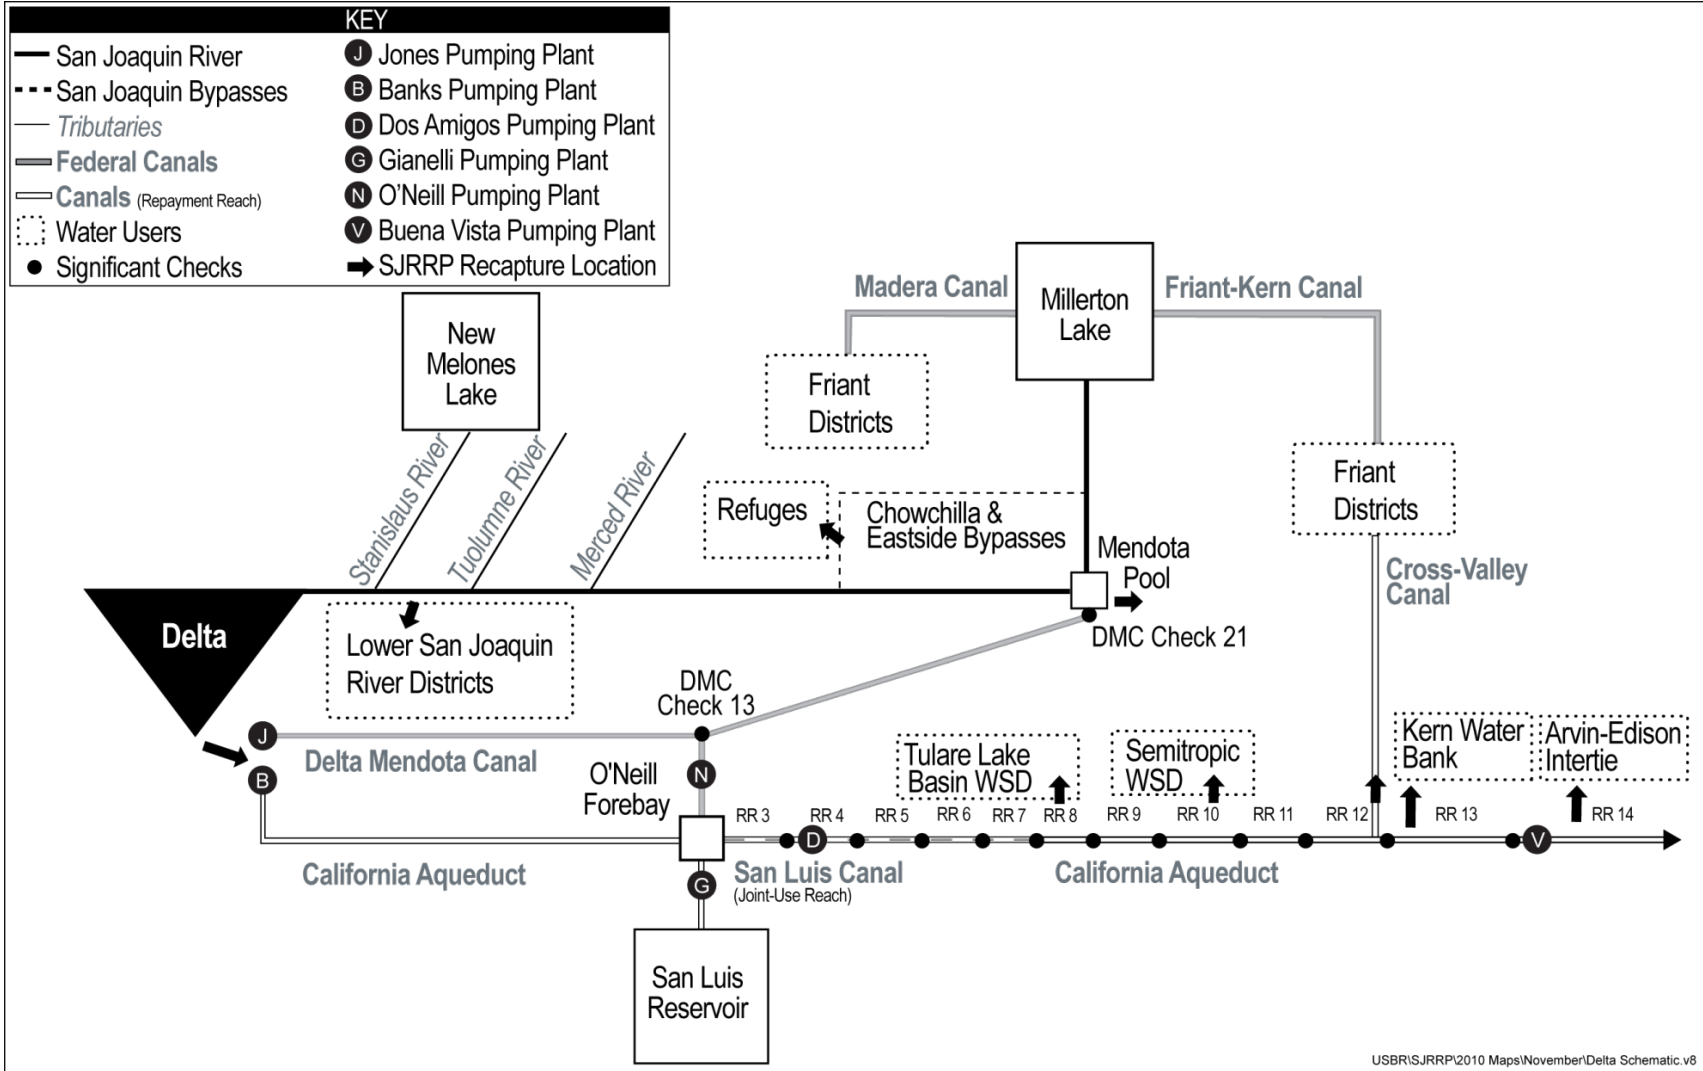 KEY
San Joaquin River
San Joaquin Bypasses
Tributaries
Federal Canals
Canals (Repayment Reach)
Water Users
Significant Checks
J Jones Pumping Plant
B Banks Pumping Plant
D Dos Amigos Pumping Plant
G Gianelli Pumping Plant
N O'Neill Pumping Plant
V Buena Vista Pumping Plant
SJRRP Recapture Location
New
Melones
Lake
Madera Canal
Millerton
Lake
Friant-Kern Canal
Friant
Districts
Friant
Districts
Stanislaus River
Tuolumne River
Merced River
Refuges
Chowchilla &
Eastside Bypasses
Mendota
Pool
Cross-Valley
Canal
Delta
Lower San Joaquin
River Districts
DMC Check 21
DMC
Check 13
J
Delta Mendota Canal
B
N
O'Neill
Forebay
Tulare Lake
Basin WSD
Semitropic
WSD
Kern Water
Bank
Arvin-Edison
Intertie
RR 3
RR 4
RR 5
RR 6
RR 7
RR 8
RR 9
RR 10
RR 11
RR 12
RR 13
RR 14
D
V
California Aqueduct
G
San Luis Canal
(Joint-Use Reach)
California Aqueduct
San Luis
Reservoir
USBR\SJRRP\2010 Maps\November\Delta Schematic.v8